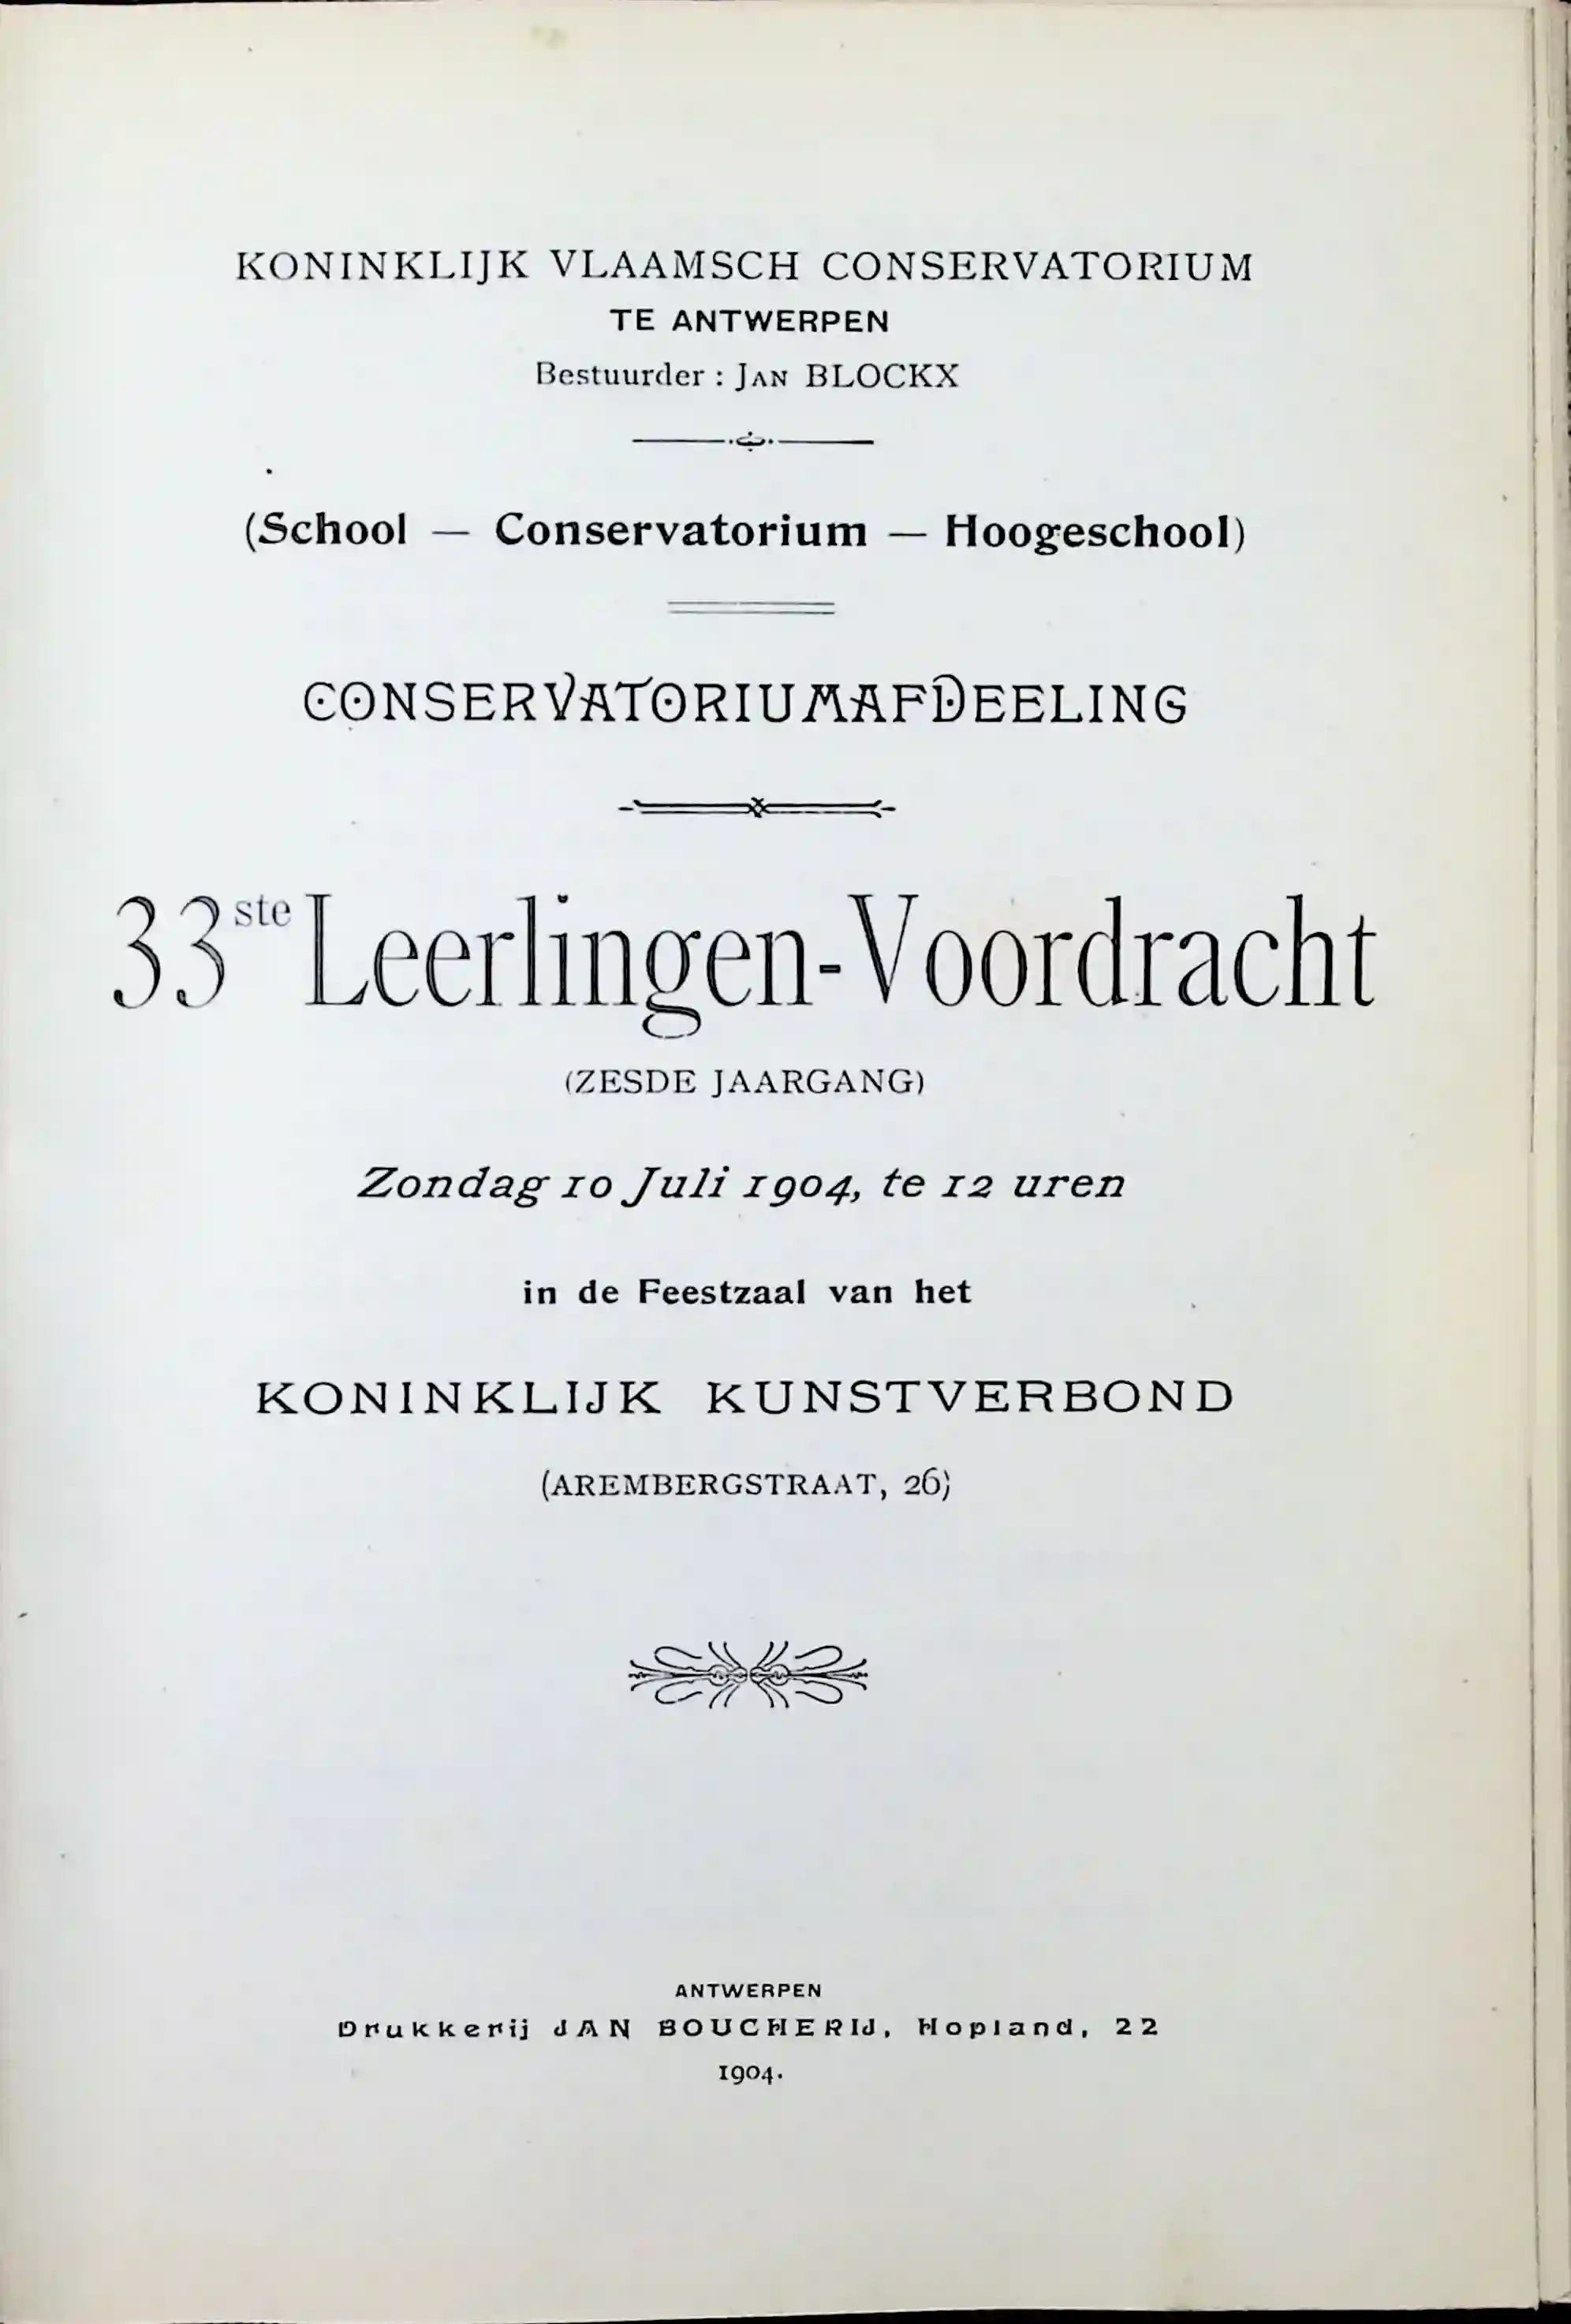 KONINKLIJK VLAAMSCH CONSERVATORIUM
TE ANTWERPEN
Bestuurder : JAN BLOCKX
(School — Conservatorium — Hoogeschool)
CONSERVATORIUMAFDEELING
33ste Leerlingen-Voordracht
(ZESDE JAARGANG)
Zondag 10 Juli 1904, te 12 uren
in de Feestzaal van het
KONINKLIJK KUNSTVERBOND
(AREMBERGSTRAAT, 26)
ANTWERPEN
Drukkerij JAN BOUCHERIJ, Hopland, 22
1904.